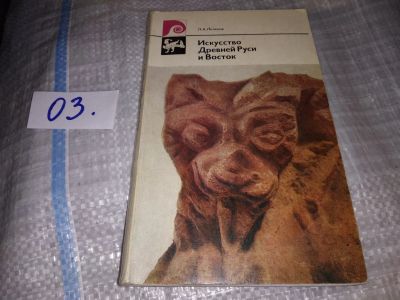 Искусство
Древней Руси
и Восток
03.